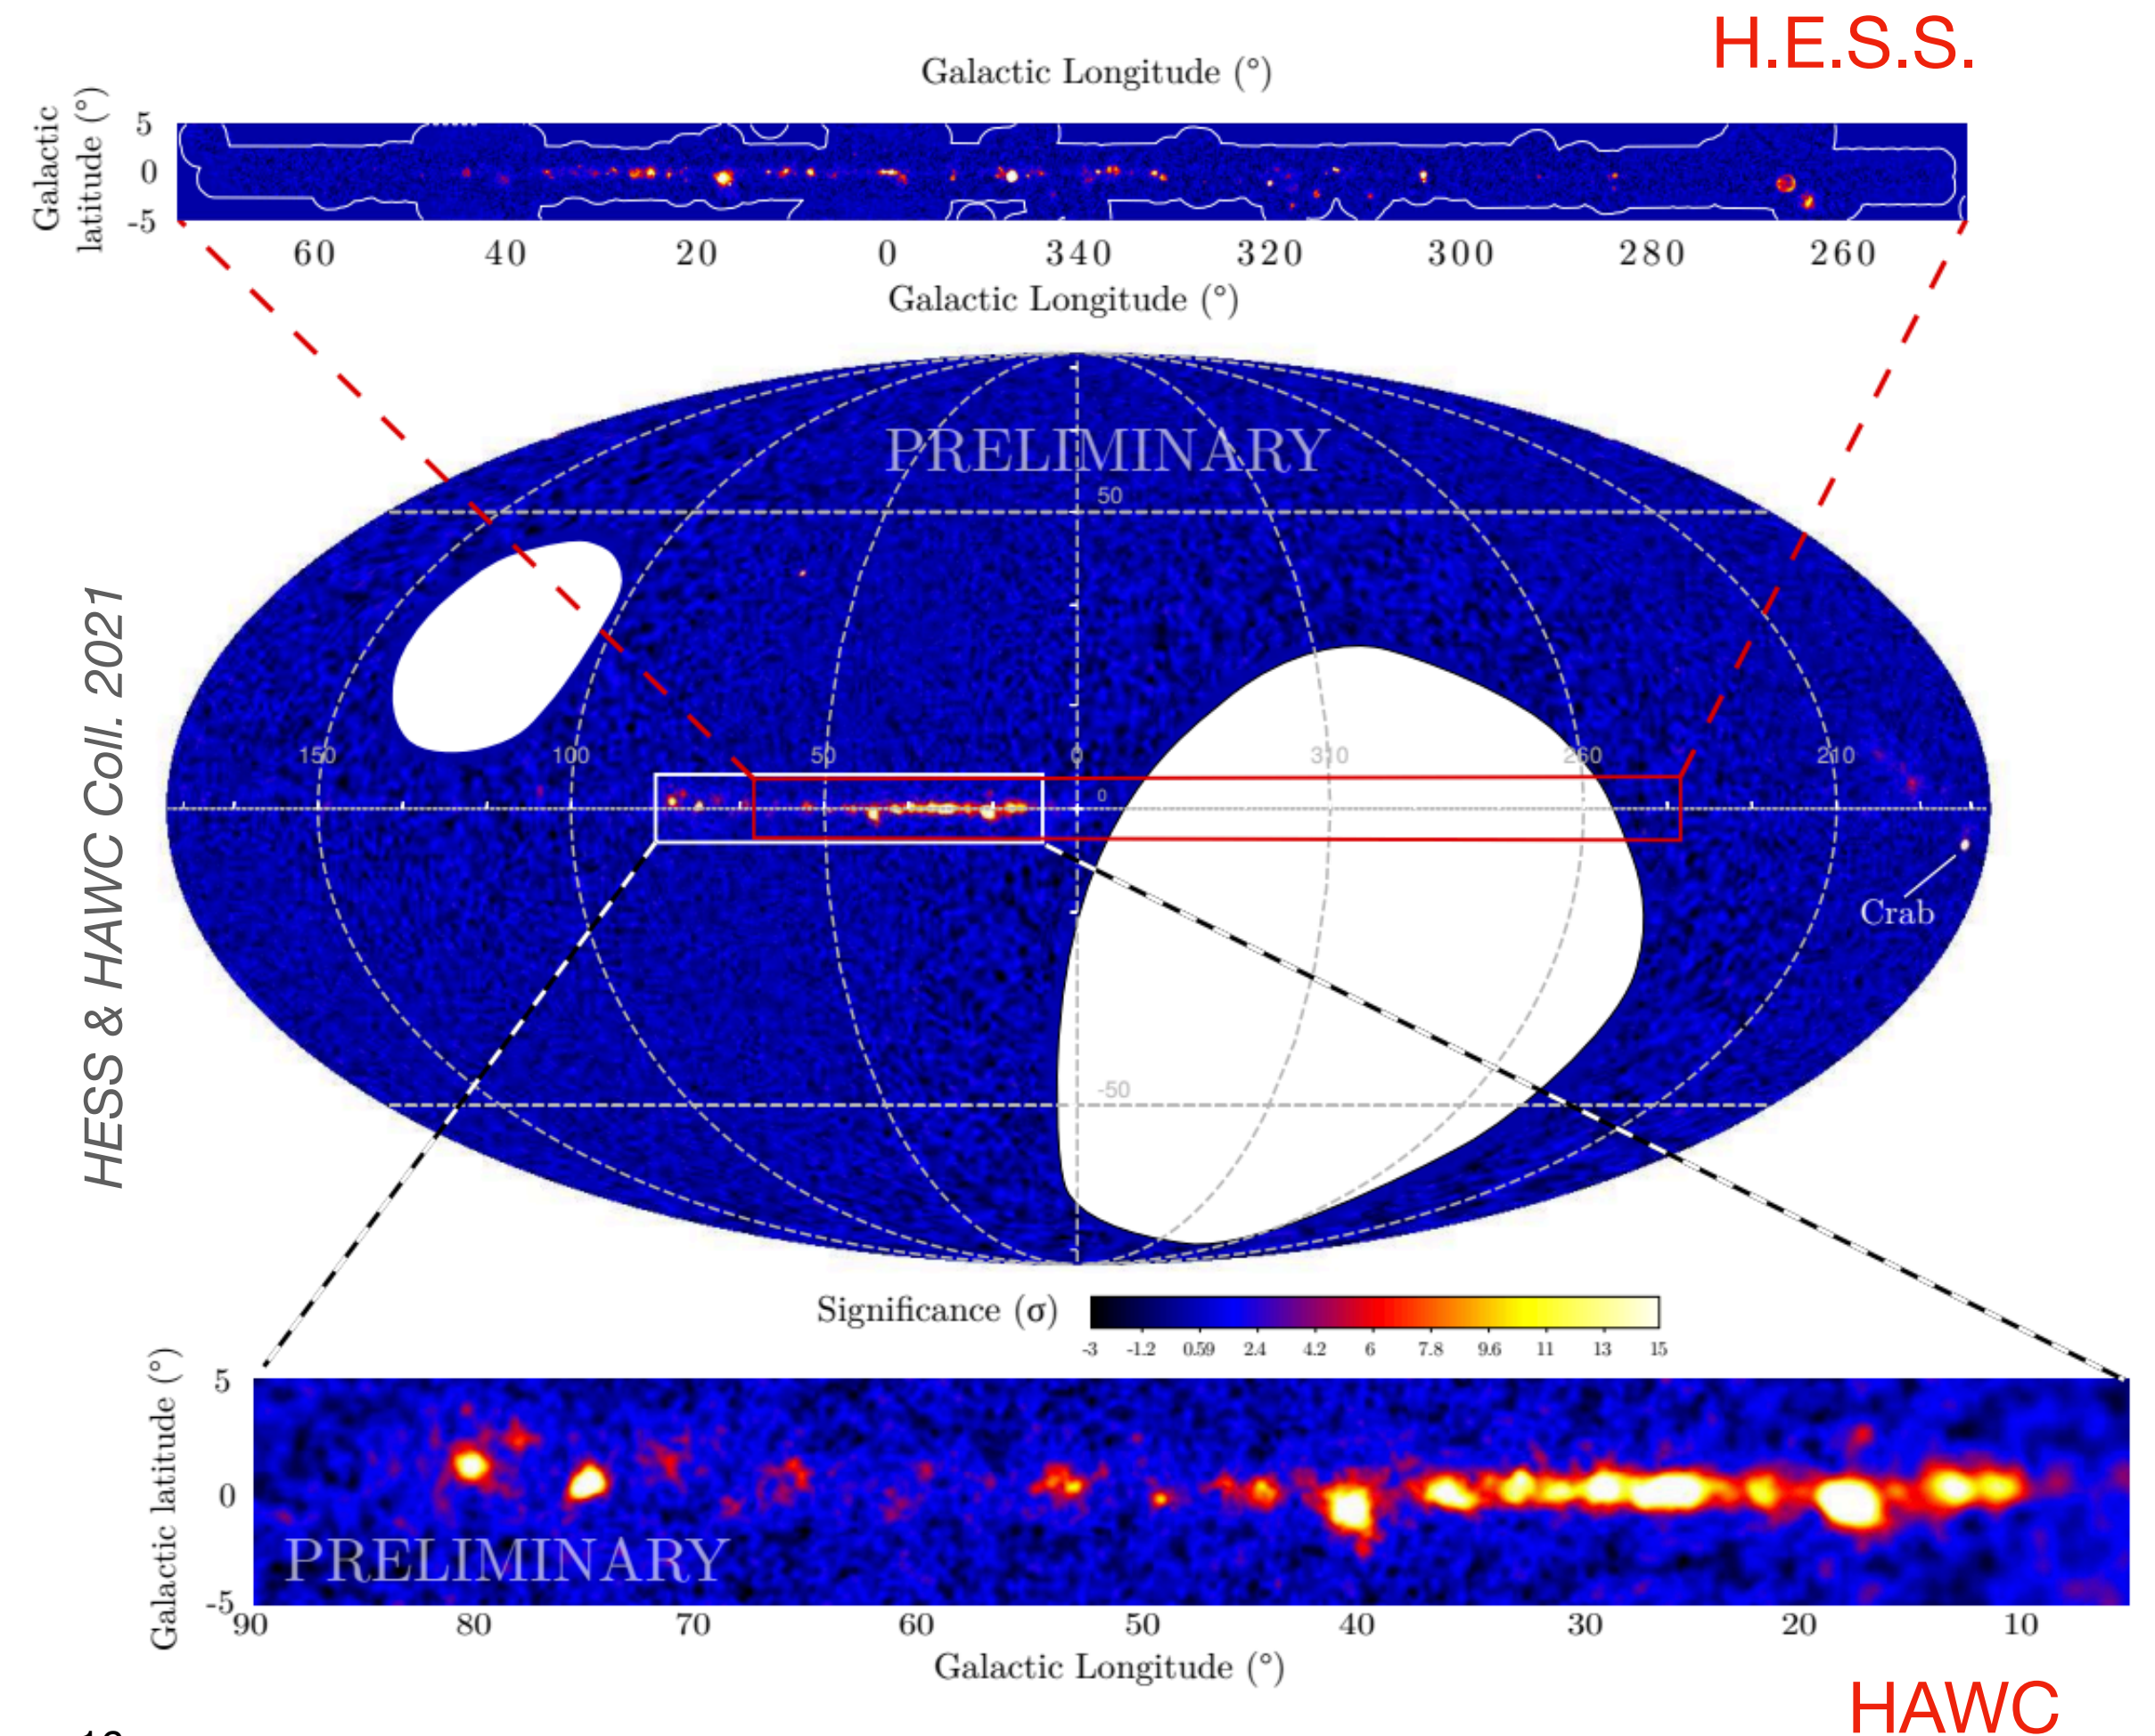 H.E.S.S.
Galactic Longitude (°)
Galactic
latitude (°)
5
0
-5
60 40 20 0 340 320 300 280 260
Galactic Longitude (°)
PRELIMINARY
50
HESS & HAWC Coll. 2021
150 100 50 0 310 260 210
0
Crab
-50
Significance (σ)
-3 -1.2 0.59 2.4 4.2 6 7.8 9.6 11 13 15
Galactic latitude (°)
5
0
-5
PRELIMINARY
90 80 70 60 50 40 30 20 10
Galactic Longitude (°)
HAWC